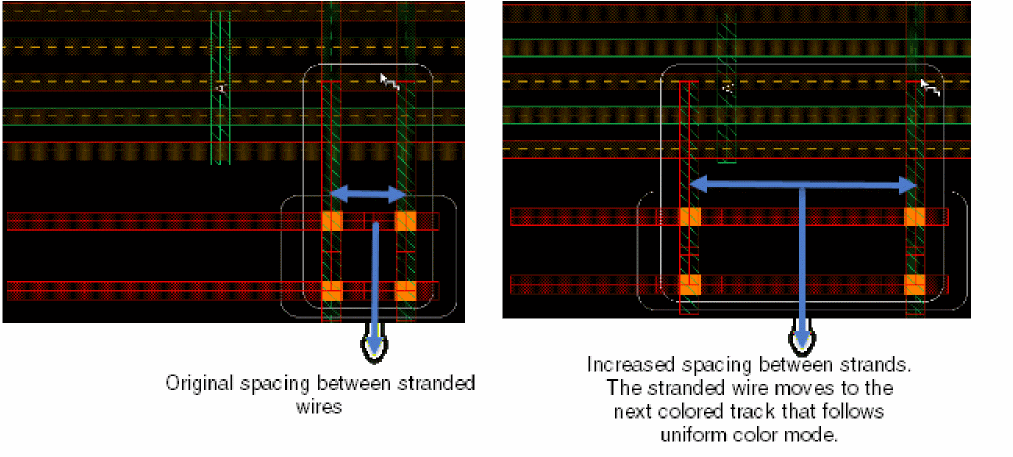 A
A
Original spacing between stranded
wires
Increased spacing between strands.
The stranded wire moves to the
next colored track that follows
uniform color mode.